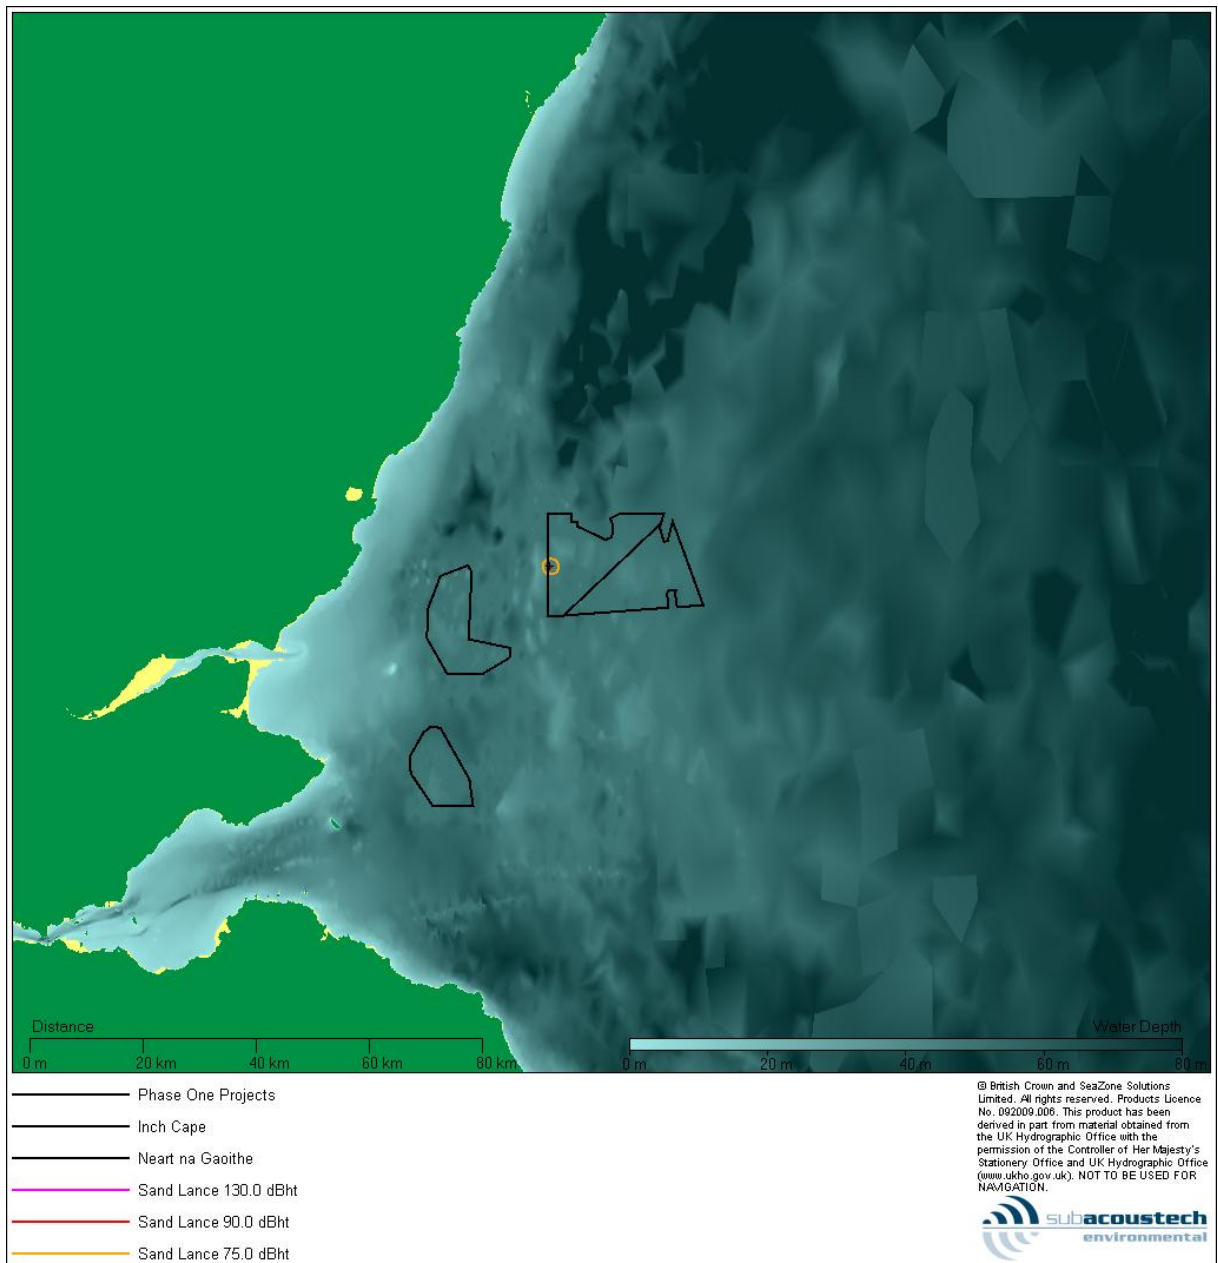 Distance
0 m 20 km 40 km 60 km 80 km
Water Depth
0 m 20 m 40 m 60 m 80 m
Phase One Projects
Inch Cape
Neart na Gaoithe
Sand Lance 130.0 dBht
Sand Lance 90.0 dBht
Sand Lance 75.0 dBht
© British Crown and SeaZone Solutions
Limited. All rights reserved. Products Licence
No. 092009.006. This product has been
derived in part from material obtained from
the UK Hydrographic Office with the
permission of the Controller of Her Majesty's
Stationery Office and UK Hydrographic Office
(www.ukho.gov.uk). NOT TO BE USED FOR
NAVIGATION.
subacoustech
environmental